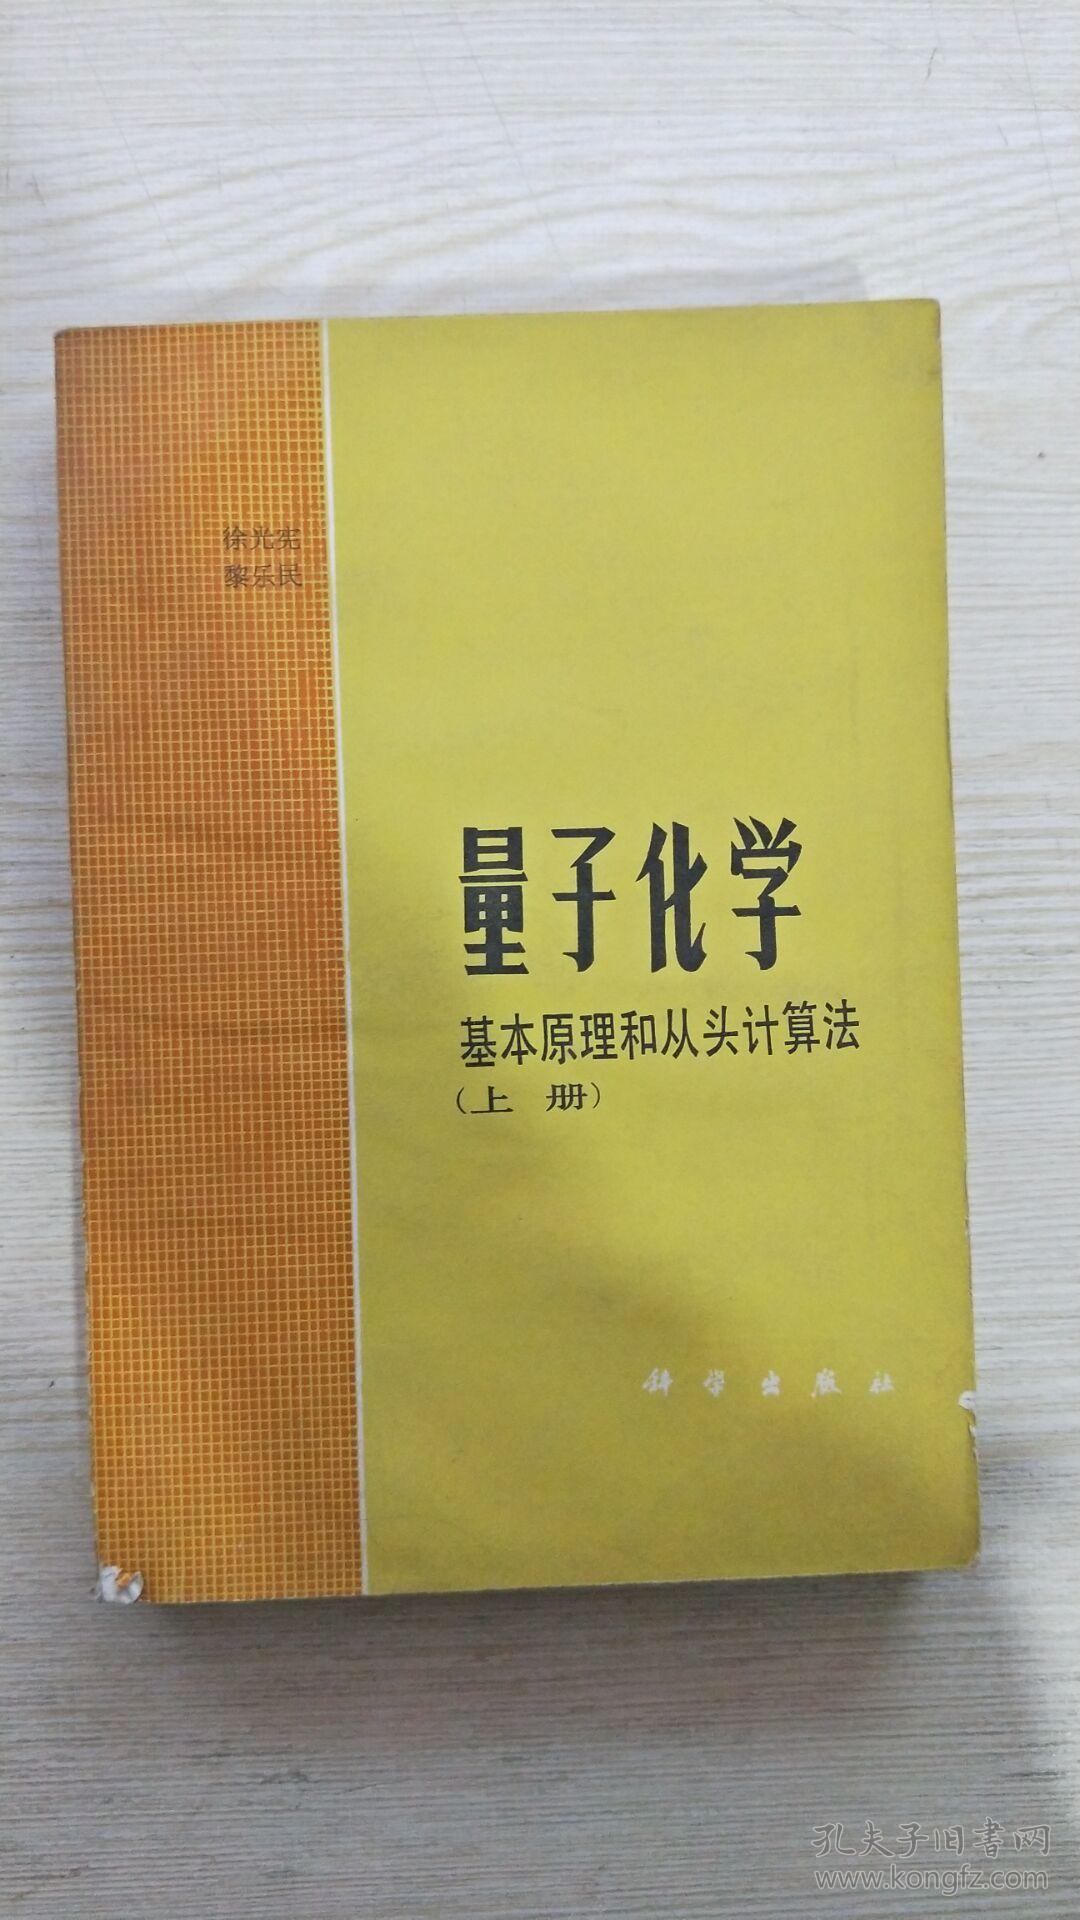 徐光宪
黎乐民
量子化学
基本原理和从头计算法
（上 册）
科学出版社
孔夫子旧书网
www.kongfz.com